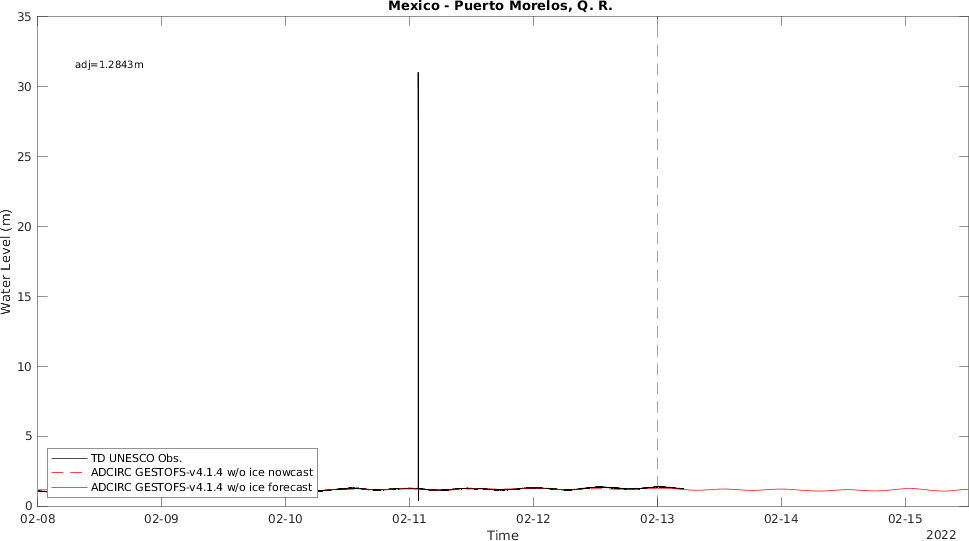 Mexico - Puerto Morelos, Q. R.
35
adj=1.2843m
30
25
20
15
10
5
0
Water Level (m)
TD UNESCO Obs.
ADCIRC GESTOFS-v4.1.4 w/o ice nowcast
ADCIRC GESTOFS-v4.1.4 w/o ice forecast
02-08 02-09 02-10 02-11 02-12 02-13 02-14 02-15
Time
2022